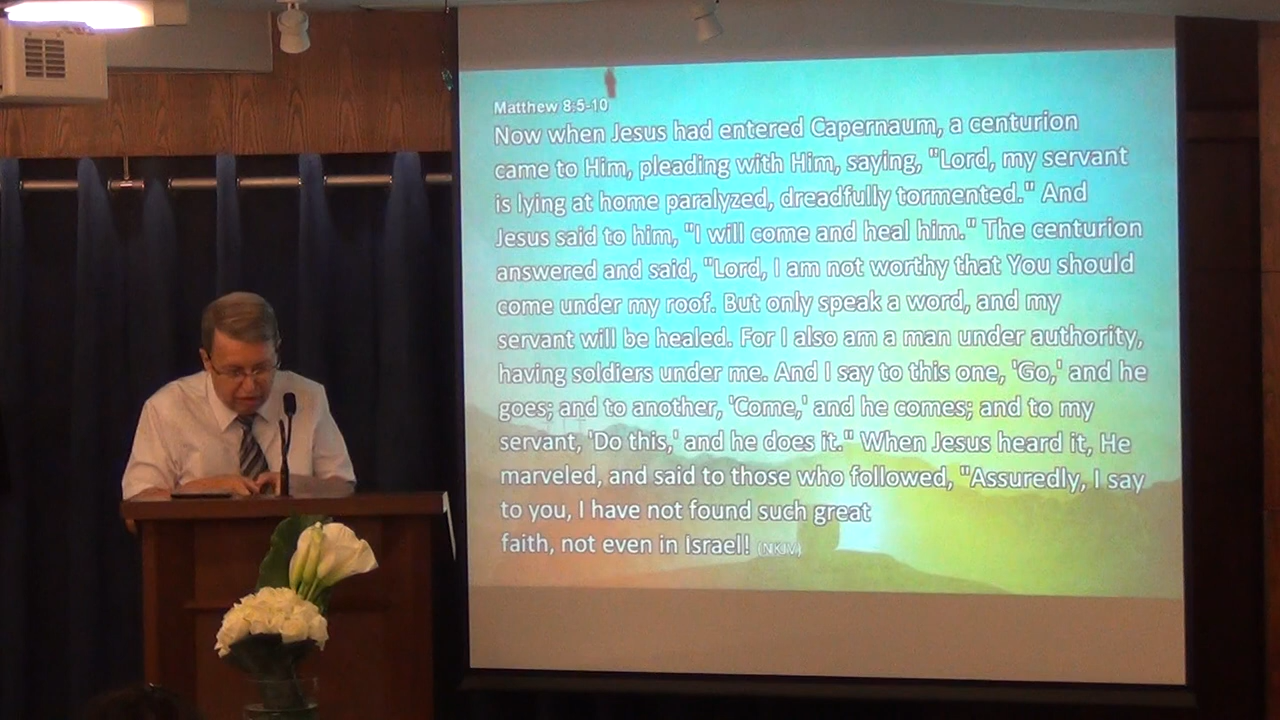 Matthew 8:5-10
Now when Jesus had entered Capernaum, a centurion
came to Him, pleading with Him, saying, "Lord, my servant
is lying at home paralyzed, dreadfully tormented." And
Jesus said to him, "I will come and heal him." The centurion
answered and said, "Lord, I am not worthy that You should
come under my roof. But only speak a word, and my
servant will be healed. For I also am a man under authority,
having soldiers under me. And I say to this one, 'Go,' and he
goes; and to another, 'Come,' and he comes; and to my
servant, 'Do this,' and he does it." When Jesus heard it, He
marveled, and said to those who followed, "Assuredly, I say
to you, I have not found such great
faith, not even in Israel! (NKJV)